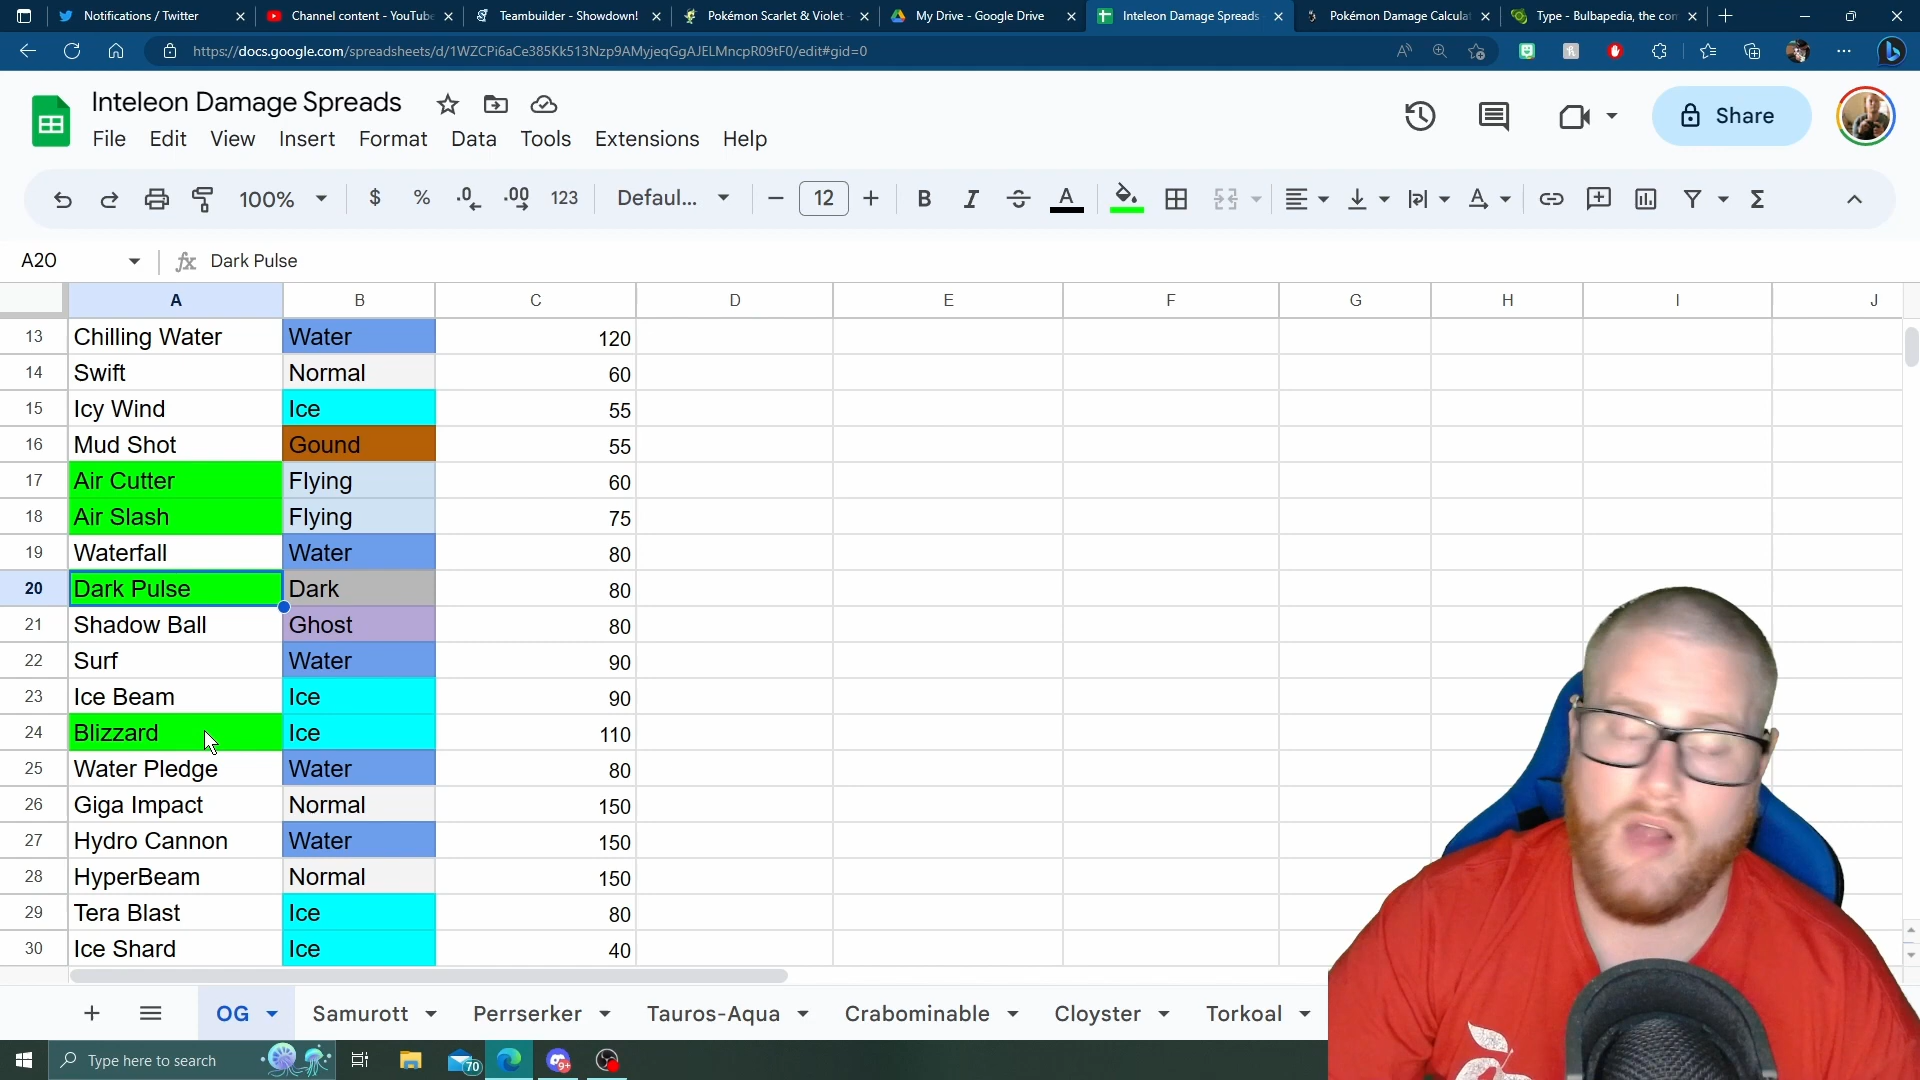 Notifications / Twitter
Channel content - YouTube
Teambuilder - Showdown!
Pokémon Scarlet & Violet -
My Drive - Google Drive
Inteleon Damage Spreads -
Pokémon Damage Calcula
Type - Bulbapedia, the con
https://docs.google.com/spreadsheets/d/1WZCPi6aCe385Kk513Nzp9AMyjeqGgAJELMncpR09tF0/edit#gid=0
Inteleon Damage Spreads
Share
File Edit View Insert Format Data Tools Extensions Help
100% $ % .0 .00 123 Defaul... 12 B I A A Σ
A20 fx Dark Pulse
A B C D E F G H I J
13 Chilling Water Water 120
14 Swift Normal 60
15 Icy Wind Ice 55
16 Mud Shot Gound 55
17 Air Cutter Flying 60
18 Air Slash Flying 75
19 Waterfall Water 80
20 Dark Pulse Dark 80
21 Shadow Ball Ghost 80
22 Surf Water 90
23 Ice Beam Ice 90
24 Blizzard Ice 110
25 Water Pledge Water 80
26 Giga Impact Normal 150
27 Hydro Cannon Water 150
28 HyperBeam Normal 150
29 Tera Blast Ice 80
30 Ice Shard Ice 40
OG Samurott Perrserker Tauros-Aqua Crabominable Cloyster Torkoal
Type here to search 70 9+